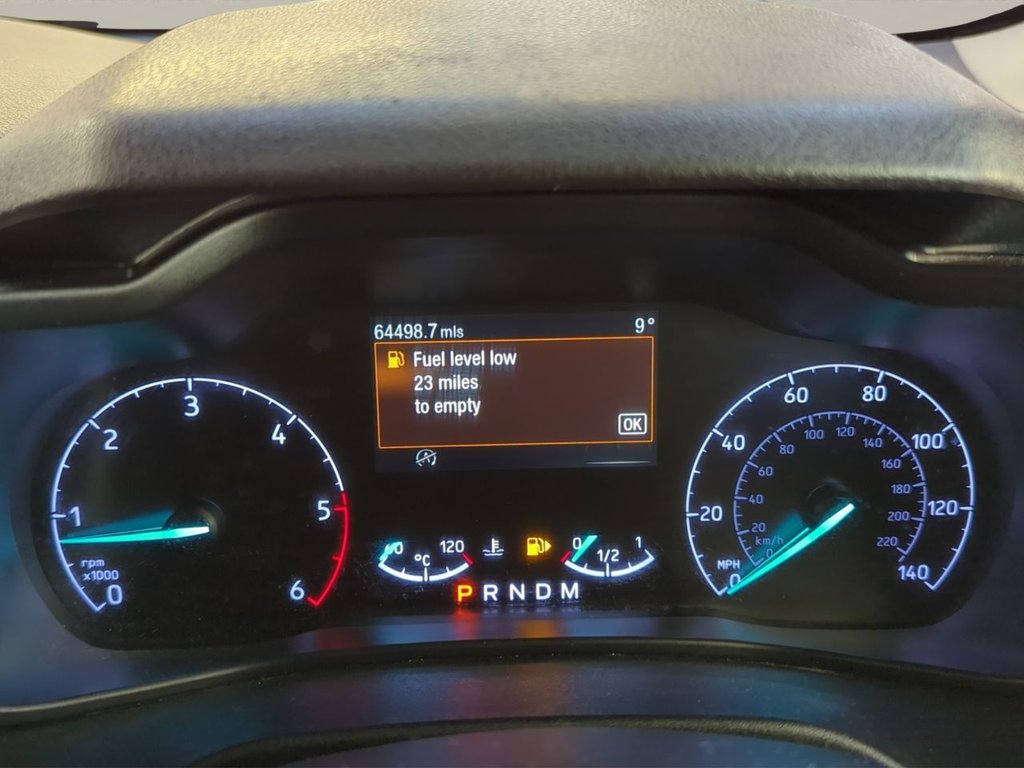 64498.7 mls
9°
Fuel level low
23 miles
to empty
OK
0 1 2 3 4 5 6
rpm
x1000
60 °C 120
0 1/2 1
P R N D M
0 20 40 60 80 100 120 140
MPH
0 20 40 60 80 100 120 140 160 180 200 220
km/h